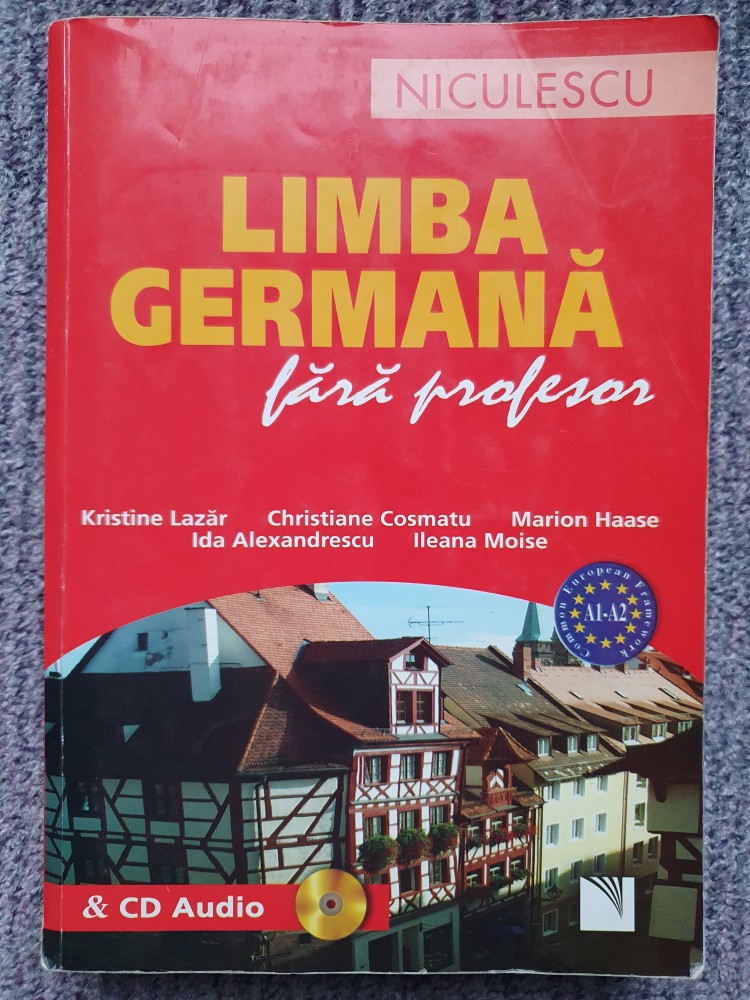 NICULESCU
LIMBA
GERMANĂ
fără profesor
Kristine Lazăr Christiane Cosmatu Marion Haase
Ida Alexandrescu Ileana Moise
Common European Framework
A1-A2
& CD Audio